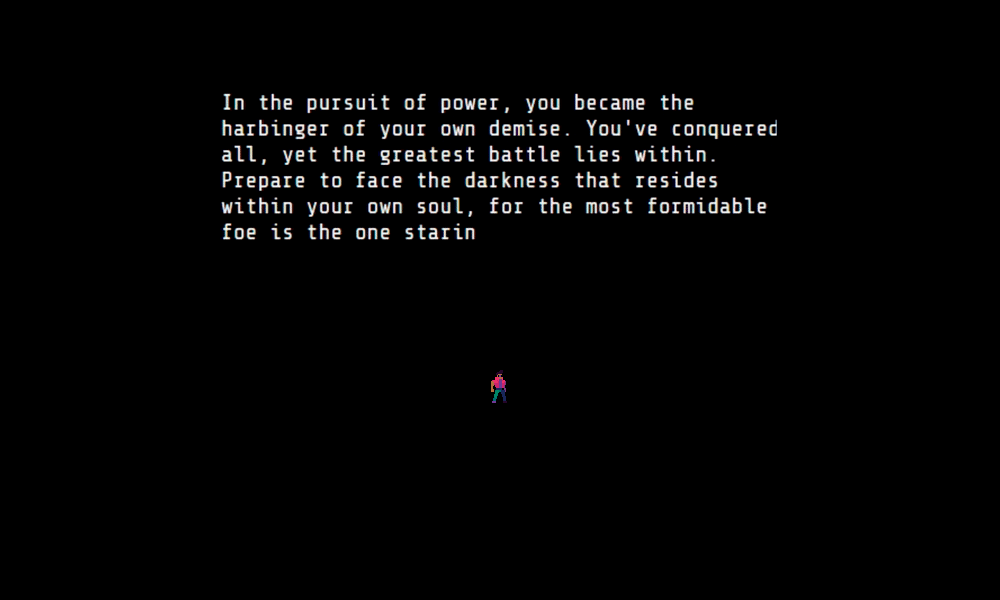 In the pursuit of power, you became the
harbinger of your own demise. You've conquered
all, yet the greatest battle lies within.
Prepare to face the darkness that resides
within your own soul, for the most formidable
foe is the one starin